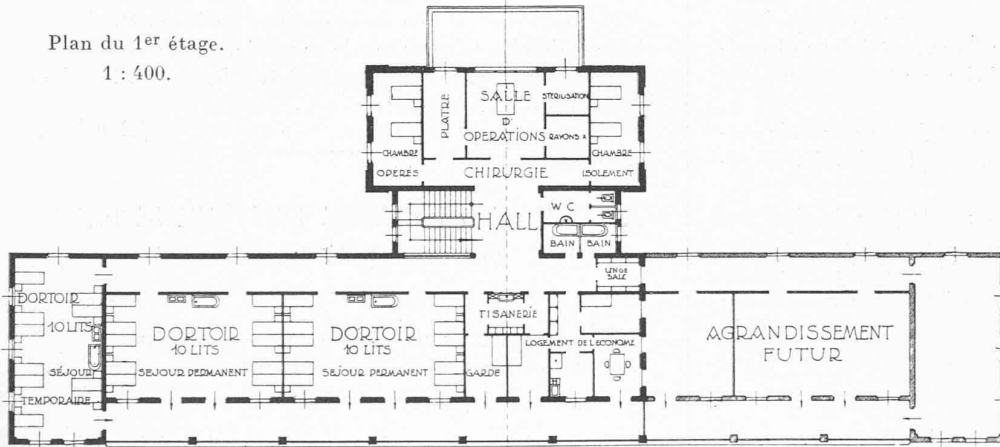 Plan du 1er étage.
1 : 400.
PLATRE
SALLE
D'
OPERATIONS
STERILISATION
RAYONS X
CHAMBRE
OPERES
CHAMBRE
ISOLEMENT
CHIRURGIE
HALL
W C
BAIN
BAIN
LINGE
SALE
DORTOIR
10 LITS
SÉJOUR
TEMPORAIRE
DORTOIR
10 LITS
SEJOUR PERMANENT
DORTOIR
10 LITS
SEJOUR PERMANENT
TISANERIE
GARDE
LOGEMENT DE L'ECONOME
AGRANDISSEMENT
FUTUR